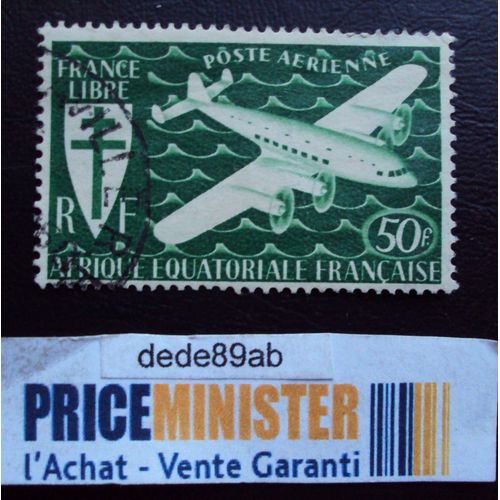 POSTE AERIENNE
FRANCE
LIBRE
R F
50F.
AFRIQUE EQUATORIALE FRANÇAISE
dede89ab
PRICEMINISTER
l'Achat - Vente Garanti